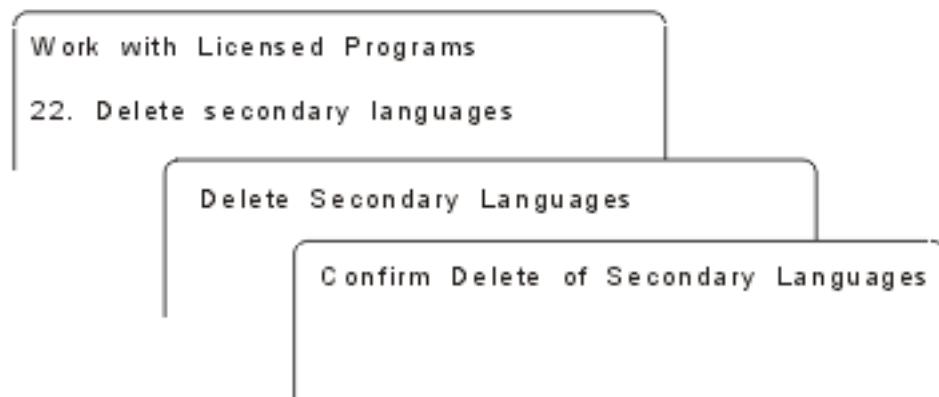 Work with Licensed Programs
22. Delete secondary languages
Delete Secondary Languages
Confirm Delete of Secondary Languages